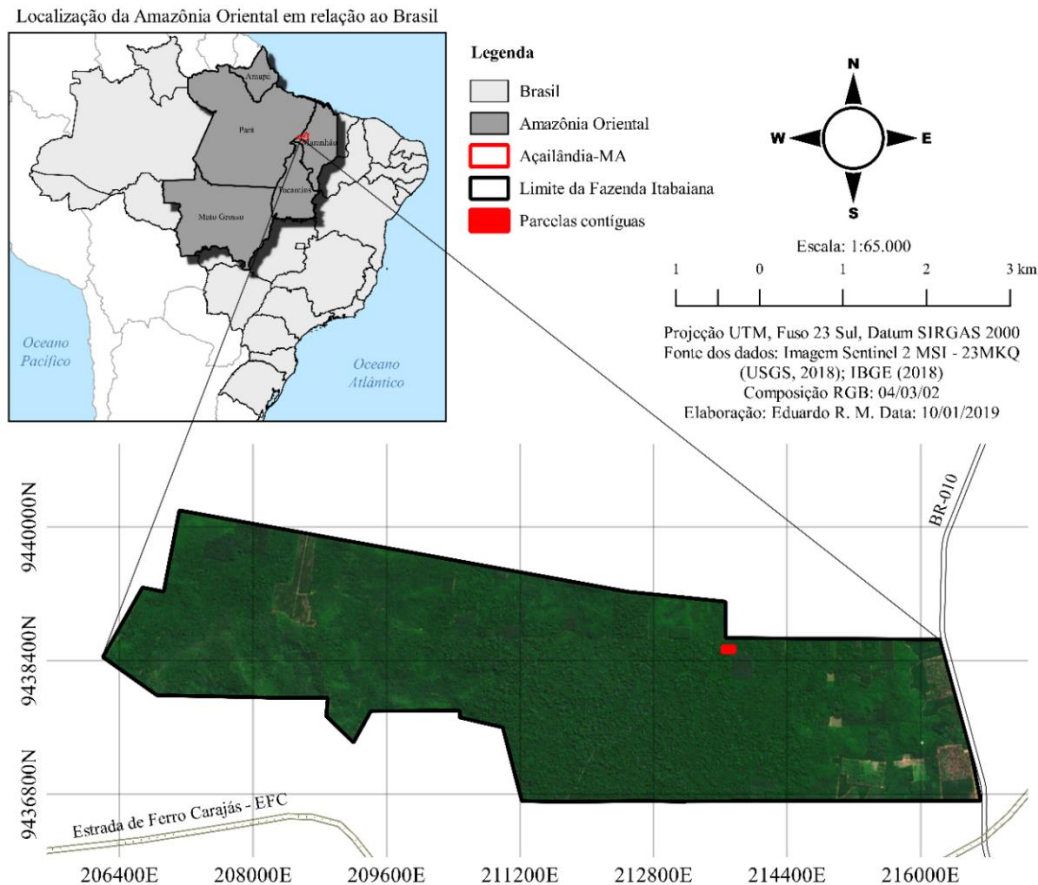 Localização da Amazônia Oriental em relação ao Brasil
Amapá
Pará
Maranhão
Tocantins
Mato Grosso
Oceano
Pacífico
Oceano
Atlântico
Legenda
Brasil
Amazônia Oriental
Açailândia-MA
Limite da Fazenda Itabaiana
Parcelas contíguas
N
W
E
S
Escala: 1:65.000
1 0 1 2 3 km
Projeção UTM, Fuso 23 Sul, Datum SIRGAS 2000
Fonte dos dados: Imagem Sentinel 2 MSI - 23MKQ
(USGS, 2018); IBGE (2018)
Composição RGB: 04/03/02
Elaboração: Eduardo R. M. Data: 10/01/2019
BR-010
9440000N
9438400N
9436800N
Estrada de Ferro Carajás - EFC
206400E 208000E 209600E 211200E 212800E 214400E 216000E